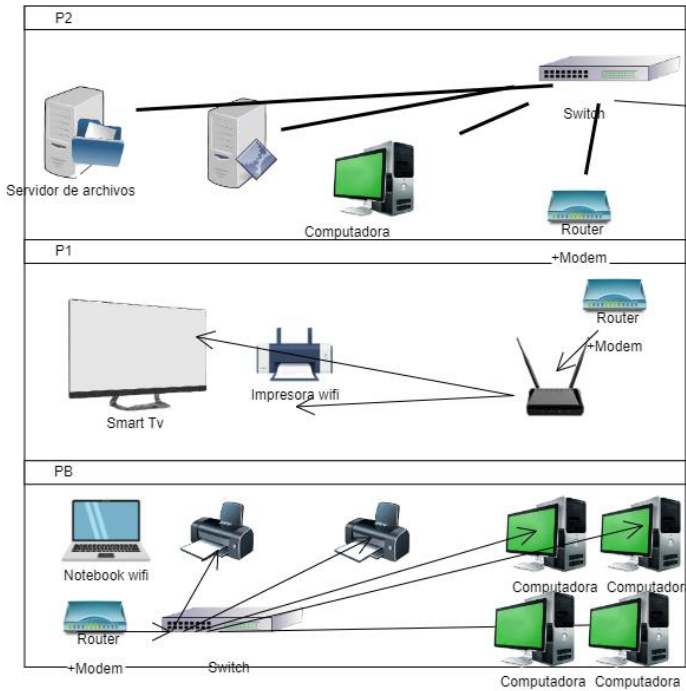 P2
Switch
Servidor de archivos
Computadora
Router
+Modem
P1
Router
+Modem
Impresora wifi
Smart Tv
PB
Notebook wifi
Computadora
Computadora
Router
+Modem
Switch
Computadora
Computadora